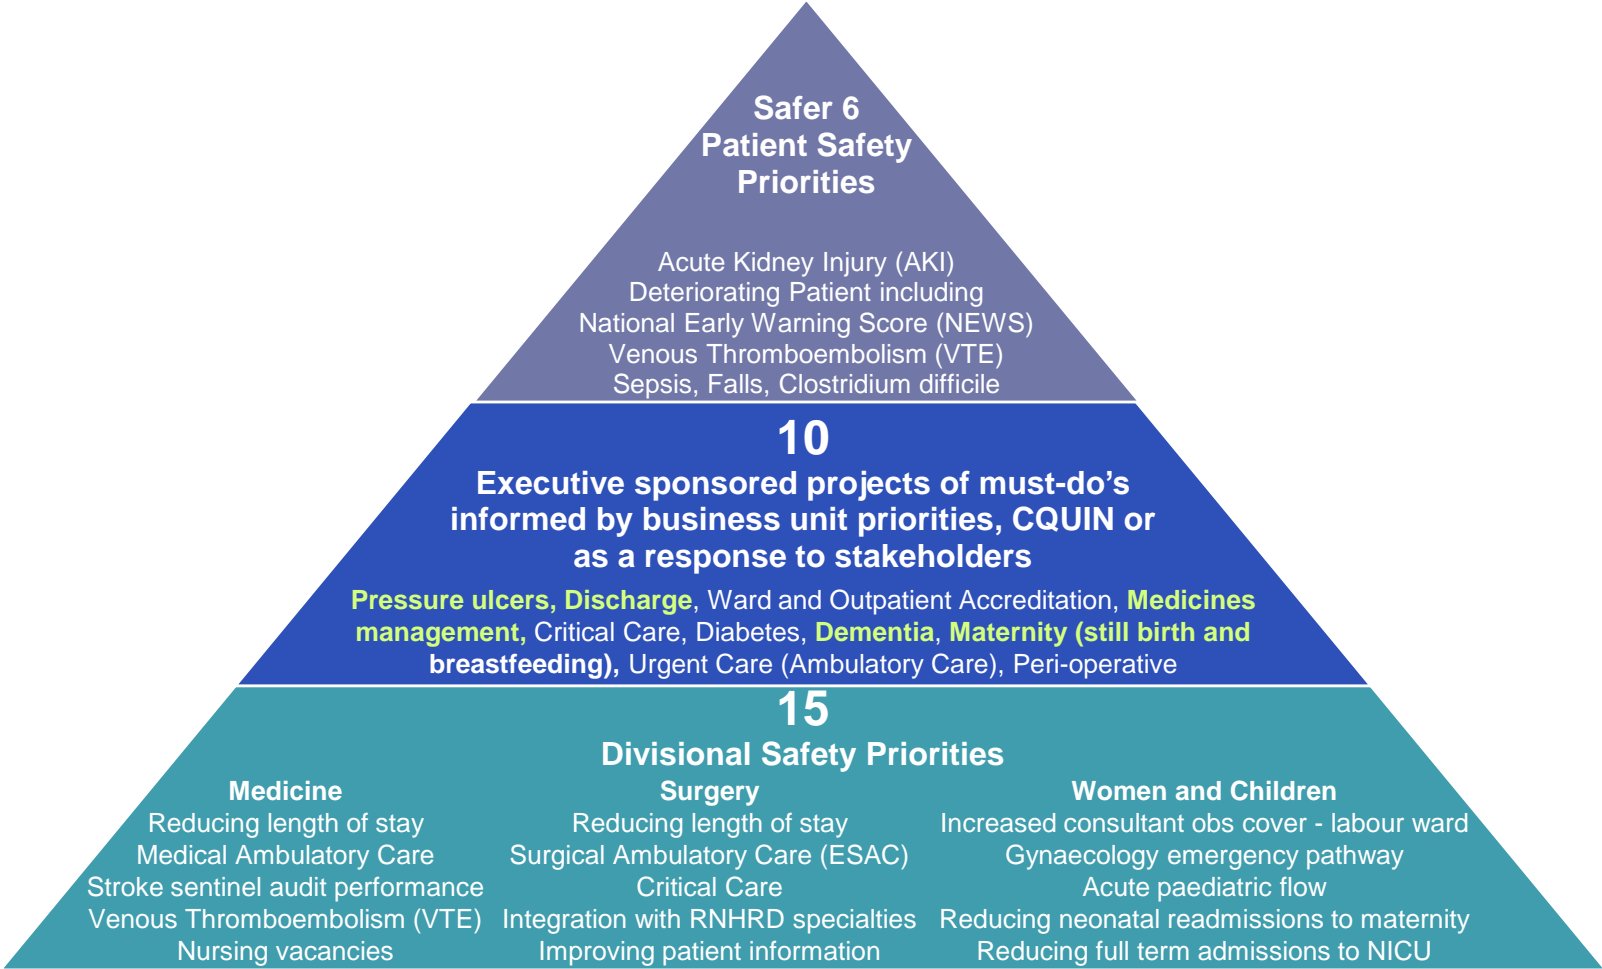 Safer 6
Patient Safety
Priorities
Acute Kidney Injury (AKI)
Deteriorating Patient including
National Early Warning Score (NEWS)
Venous Thromboembolism (VTE)
Sepsis, Falls, Clostridium difficile
10
Executive sponsored projects of must-do’s
informed by business unit priorities, CQUIN or
as a response to stakeholders
Pressure ulcers, Discharge, Ward and Outpatient Accreditation, Medicines
management, Critical Care, Diabetes, Dementia, Maternity (still birth and
breastfeeding), Urgent Care (Ambulatory Care), Peri-operative
15
Divisional Safety Priorities
Medicine
Reducing length of stay
Medical Ambulatory Care
Stroke sentinel audit performance
Venous Thromboembolism (VTE)
Nursing vacancies
Surgery
Reducing length of stay
Surgical Ambulatory Care (ESAC)
Critical Care
Integration with RNHRD specialties
Improving patient information
Women and Children
Increased consultant obs cover - labour ward
Gynaecology emergency pathway
Acute paediatric flow
Reducing neonatal readmissions to maternity
Reducing full term admissions to NICU